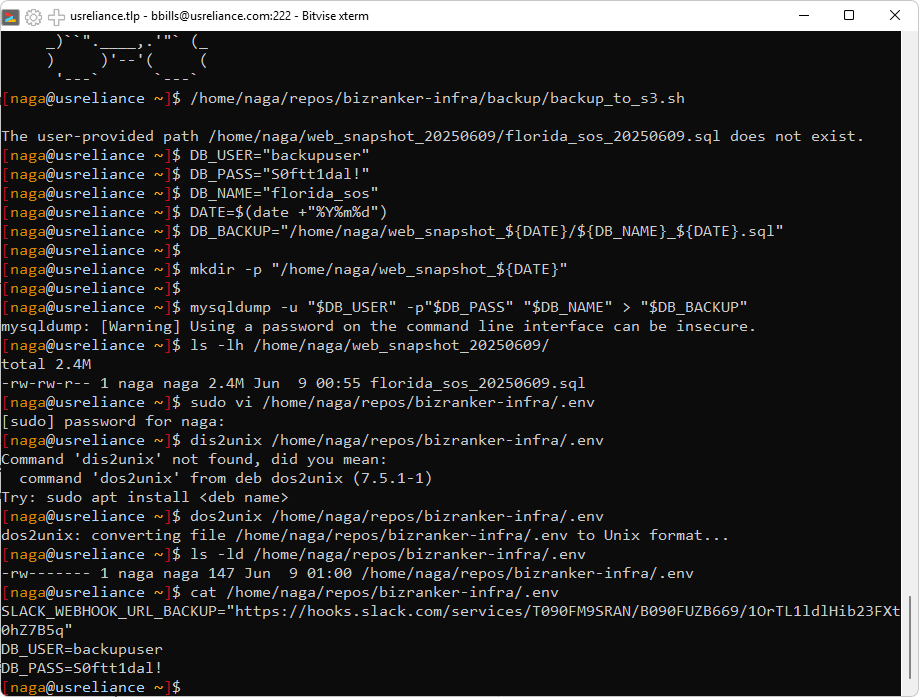 usreliance.tlp - bbills@usreliance.com:222 - Bitvise xterm
_)``".____,.'"` (_
)     )'--'(     (
'---`      `---`
[naga@usreliance ~]$ /home/naga/repos/bizranker-infra/backup/backup_to_s3.sh
The user-provided path /home/naga/web_snapshot_20250609/florida_sos_20250609.sql does not exist.
[naga@usreliance ~]$ DB_USER="backupuser"
[naga@usreliance ~]$ DB_PASS="S0ftt1dal!"
[naga@usreliance ~]$ DB_NAME="florida_sos"
[naga@usreliance ~]$ DATE=$(date +"%Y%m%d")
[naga@usreliance ~]$ DB_BACKUP="/home/naga/web_snapshot_${DATE}/${DB_NAME}_${DATE}.sql"
[naga@usreliance ~]$
[naga@usreliance ~]$ mkdir -p "/home/naga/web_snapshot_${DATE}"
[naga@usreliance ~]$
[naga@usreliance ~]$ mysqldump -u "$DB_USER" -p"$DB_PASS" "$DB_NAME" > "$DB_BACKUP"
mysqldump: [Warning] Using a password on the command line interface can be insecure.
[naga@usreliance ~]$ ls -lh /home/naga/web_snapshot_20250609/
total 2.4M
-rw-rw-r-- 1 naga naga 2.4M Jun  9 00:55 florida_sos_20250609.sql
[naga@usreliance ~]$ sudo vi /home/naga/repos/bizranker-infra/.env
[sudo] password for naga:
[naga@usreliance ~]$ dis2unix /home/naga/repos/bizranker-infra/.env
Command 'dis2unix' not found, did you mean:
  command 'dos2unix' from deb dos2unix (7.5.1-1)
Try: sudo apt install <deb name>
[naga@usreliance ~]$ dos2unix /home/naga/repos/bizranker-infra/.env
dos2unix: converting file /home/naga/repos/bizranker-infra/.env to Unix format...
[naga@usreliance ~]$ ls -ld /home/naga/repos/bizranker-infra/.env
-rw------- 1 naga naga 147 Jun  9 01:00 /home/naga/repos/bizranker-infra/.env
[naga@usreliance ~]$ cat /home/naga/repos/bizranker-infra/.env
SLACK_WEBHOOK_URL_BACKUP="https://hooks.slack.com/services/T090FM9SRAN/B090FUZB669/1OrTL1ldlHib23FXt
0hZ7B5q"
DB_USER=backupuser
DB_PASS=S0ftt1dal!
[naga@usreliance ~]$